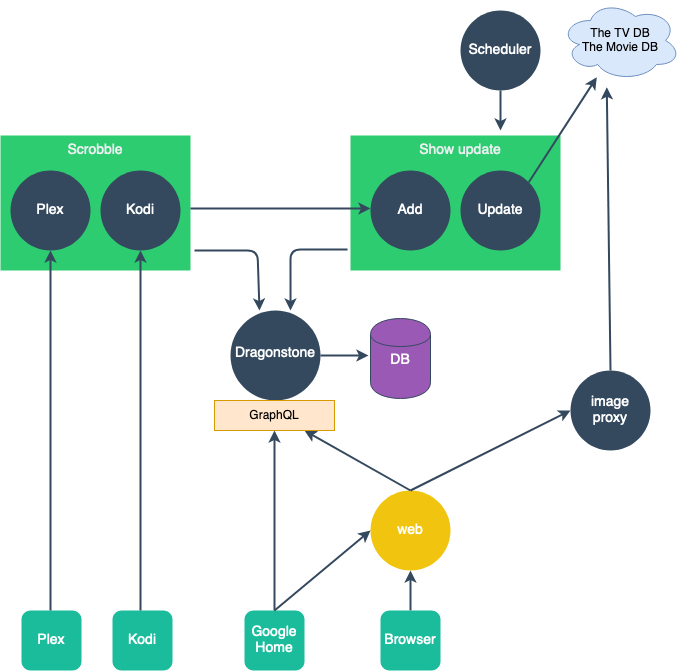 Scheduler
The TV DB
The Movie DB
Scrobble
Show update
Plex
Kodi
Add
Update
Dragonstone
DB
GraphQL
image
proxy
web
Plex
Kodi
Google
Home
Browser